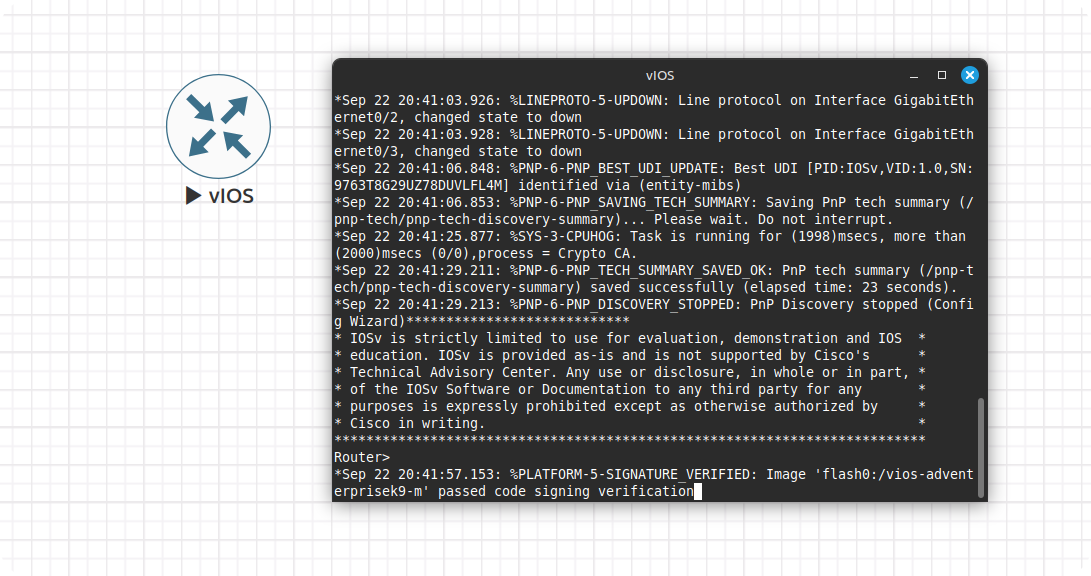 vIOS
vIOS
*Sep 22 20:41:03.926: %LINEPROTO-5-UPDOWN: Line protocol on Interface GigabitEth
ernet0/2, changed state to down
*Sep 22 20:41:03.928: %LINEPROTO-5-UPDOWN: Line protocol on Interface GigabitEth
ernet0/3, changed state to down
*Sep 22 20:41:06.848: %PNP-6-PNP_BEST_UDI_UPDATE: Best UDI [PID:IOSv,VID:1.0,SN:
9763T8G29UZ78DUVLFL4M] identified via (entity-mibs)
*Sep 22 20:41:06.853: %PNP-6-PNP_SAVING_TECH_SUMMARY: Saving PnP tech summary (/
pnp-tech/pnp-tech-discovery-summary)... Please wait. Do not interrupt.
*Sep 22 20:41:25.877: %SYS-3-CPUHOG: Task is running for (1998)msecs, more than
(2000)msecs (0/0),process = Crypto CA.
*Sep 22 20:41:29.211: %PNP-6-PNP_TECH_SUMMARY_SAVED_OK: PnP tech summary (/pnp-t
ech/pnp-tech-discovery-summary) saved successfully (elapsed time: 23 seconds).
*Sep 22 20:41:29.213: %PNP-6-PNP_DISCOVERY_STOPPED: PnP Discovery stopped (Confi
g Wizard)****************************
* IOSv is strictly limited to use for evaluation, demonstration and IOS  *
* education. IOSv is provided as-is and is not supported by Cisco's      *
* Technical Advisory Center. Any use or disclosure, in whole or in part, *
* of the IOSv Software or Documentation to any third party for any       *
* purposes is expressly prohibited except as otherwise authorized by     *
* Cisco in writing.                                                      *
**************************************************************************
Router>
*Sep 22 20:41:57.153: %PLATFORM-5-SIGNATURE_VERIFIED: Image 'flash0:/vios-advent
erprisek9-m' passed code signing verification